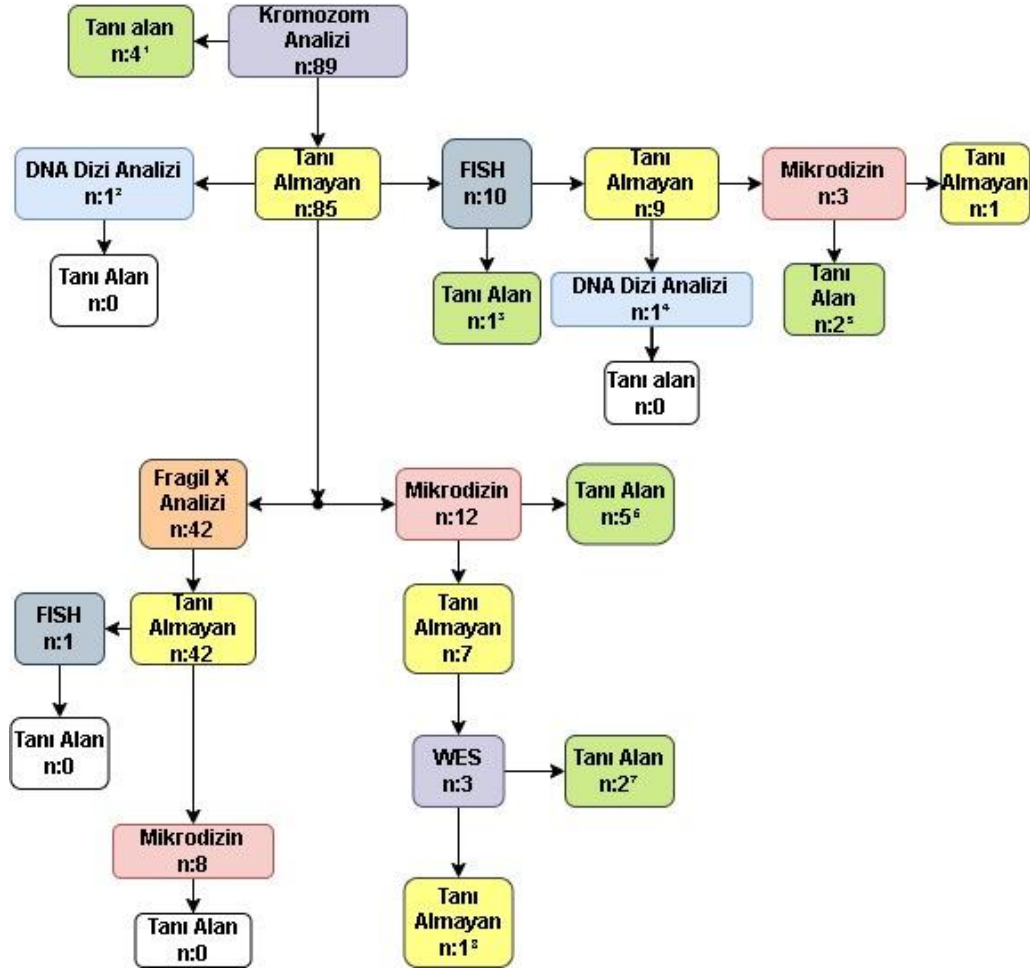 Tanı alan
n:4¹
Kromozom
Analizi
n:89
DNA Dizi Analizi
n:1²
Tanı
Almayan
n:85
FISH
n:10
Tanı
Almayan
n:9
Mikrodizin
n:3
Tanı
Almayan
n:1
Tanı Alan
n:0
Tanı Alan
n:1³
DNA Dizi Analizi
n:1⁴
Tanı
Alan
n:2⁵
Tanı alan
n:0
Fragil X
Analizi
n:42
Mikrodizin
n:12
Tanı Alan
n:5⁶
FISH
n:1
Tanı
Almayan
n:42
Tanı
Almayan
n:7
Tanı Alan
n:0
WES
n:3
Tanı Alan
n:2⁷
Mikrodizin
n:8
Tanı Alan
n:0
Tanı
Almayan
n:1⁸